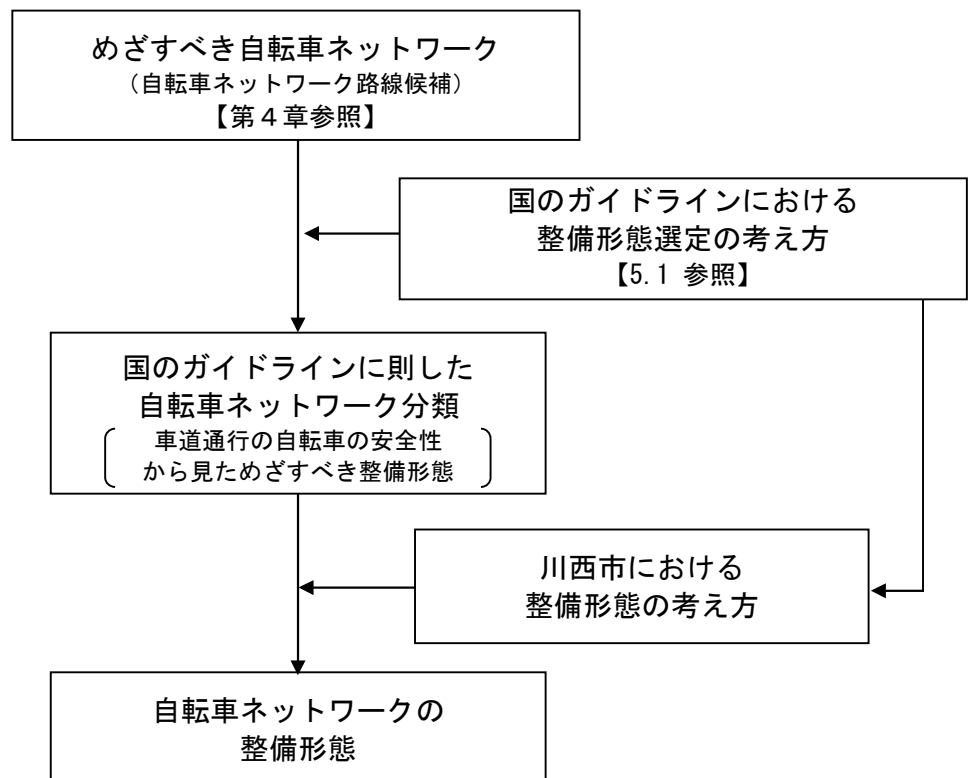 めざすべき自転車ネットワーク
（自転車ネットワーク路線候補）
【第４章参照】
国のガイドラインにおける
整備形態選定の考え方
【5.1 参照】
国のガイドラインに則した
自転車ネットワーク分類
車道通行の自転車の安全性
から見ためざすべき整備形態
川西市における
整備形態の考え方
自転車ネットワークの
整備形態